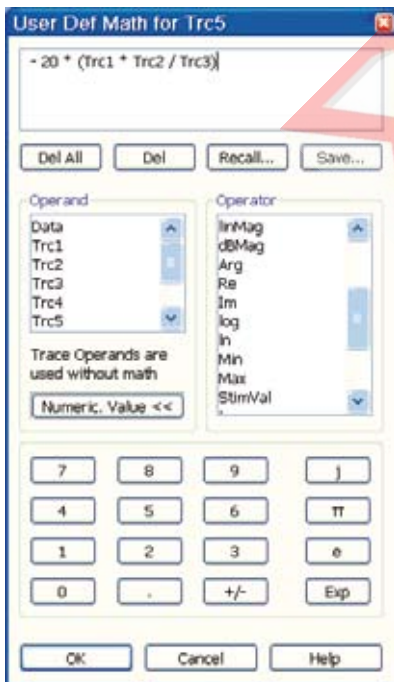 User Def Math for Trc5
- 20 * (Trc1 * Trc2 / Trc3)
Del All Del Recall... Save...
Operand
Data
Trc1
Trc2
Trc3
Trc4
Trc5
Trace Operands are
used without math
Numeric. Value <<
Operator
linMag
dBMag
Arg
Re
Im
log
ln
Min
Max
StimVal
7 8 9 j
4 5 6 π
1 2 3 e
0 . +/- Exp
OK Cancel Help